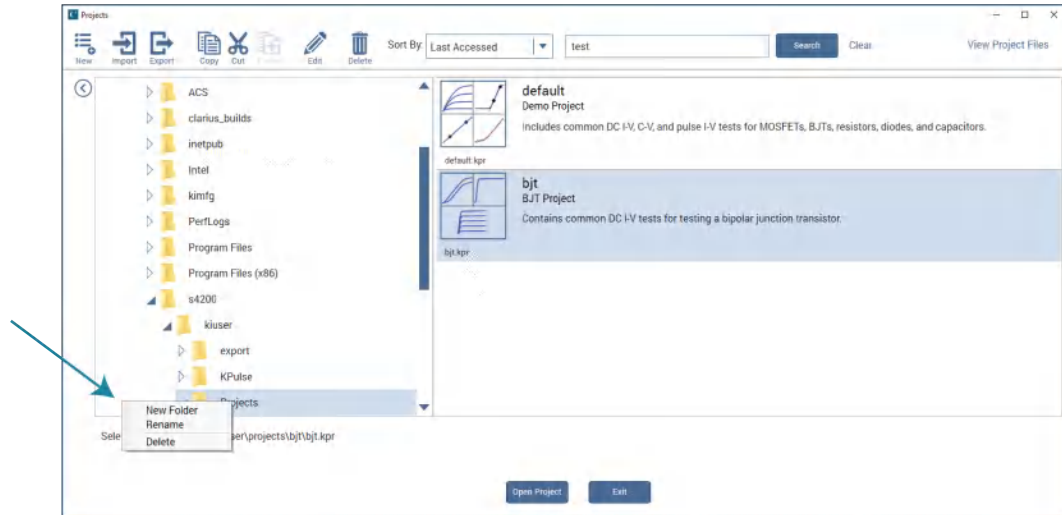 Projects
New
Import
Export
Copy
Cut
Edit
Delete
Sort By Last Accessed
test
Search
Clear
View Project Files
ACS
clarius_builds
inetpub
Intel
kimfg
PerfLogs
Program Files
Program Files (x86)
s4200
kiuser
export
KPulse
Projects
default
Demo Project
Includes common DC I-V, C-V, and pulse I-V tests for MOSFETs, BJTs, resistors, diodes, and capacitors.
default.kpr
bjt
BJT Project
Contains common DC I-V tests for testing a bipolar junction transistor.
bjt.kpr
New Folder
Rename
Delete
Sele
ser\projects\bjt\bjt.kpr
Open Project
Exit